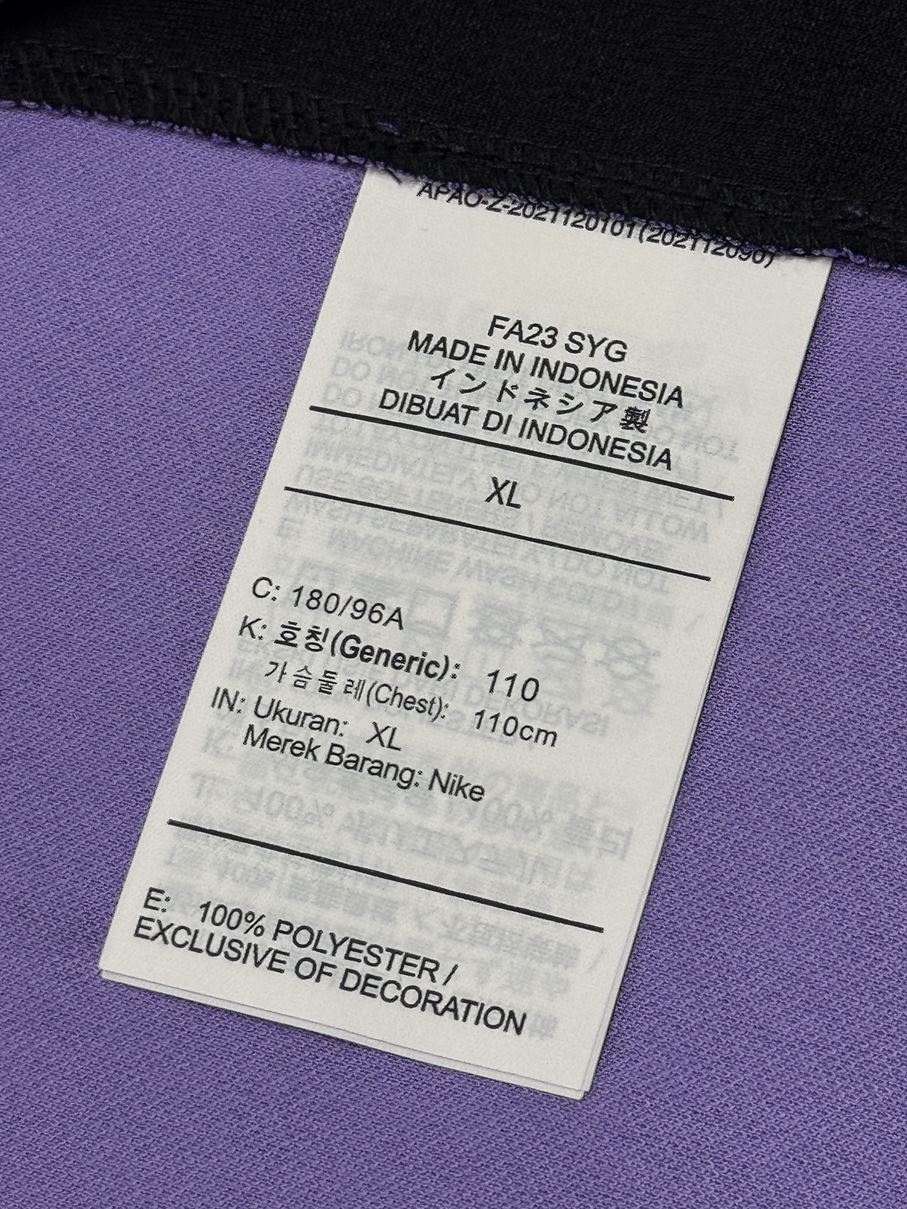 APAO-Z-2021120101(202112090)
FA23 SYG
MADE IN INDONESIA
インドネシア製
DIBUAT DI INDONESIA
XL
C: 180/96A
K: 호칭(Generic): 110
가슴둘레(Chest): 110cm
IN: Ukuran: XL
Merek Barang: Nike
E: 100% POLYESTER /
EXCLUSIVE OF DECORATION